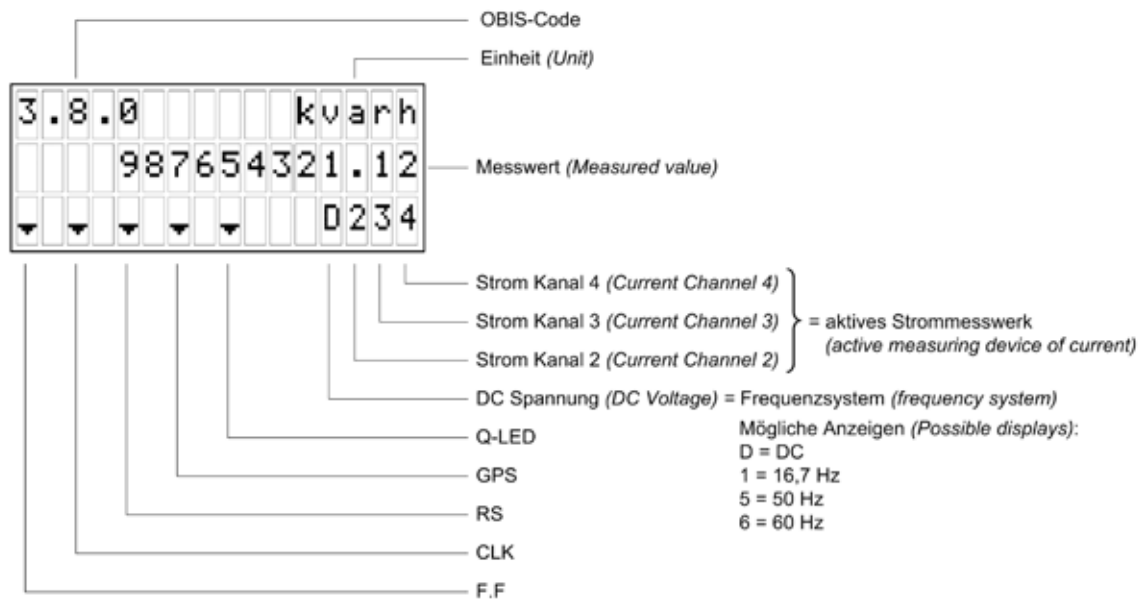 OBIS-Code
Einheit (Unit)
3.8.0 kvarh
987654321.12
Messwert (Measured value)
D234
Strom Kanal 4 (Current Channel 4)
Strom Kanal 3 (Current Channel 3)
Strom Kanal 2 (Current Channel 2)
= aktives Strommesswerk
(active measuring device of current)
DC Spannung (DC Voltage) = Frequenzsystem (frequency system)
Mögliche Anzeigen (Possible displays):
D = DC
1 = 16,7 Hz
5 = 50 Hz
6 = 60 Hz
Q-LED
GPS
RS
CLK
F.F